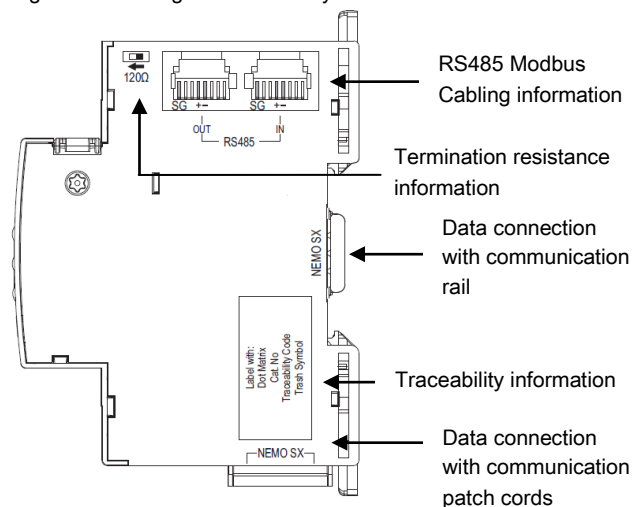 120Ω
SG +-
SG +-
OUT
IN
RS485
RS485 Modbus
Cabling information
Termination resistance
information
NEMO SX
Data connection
with communication
rail
Label with:
Dot Matrix
Cat. No
Traceability Code
Trash Symbol
Traceability information
NEMO SX
Data connection
with communication
patch cords